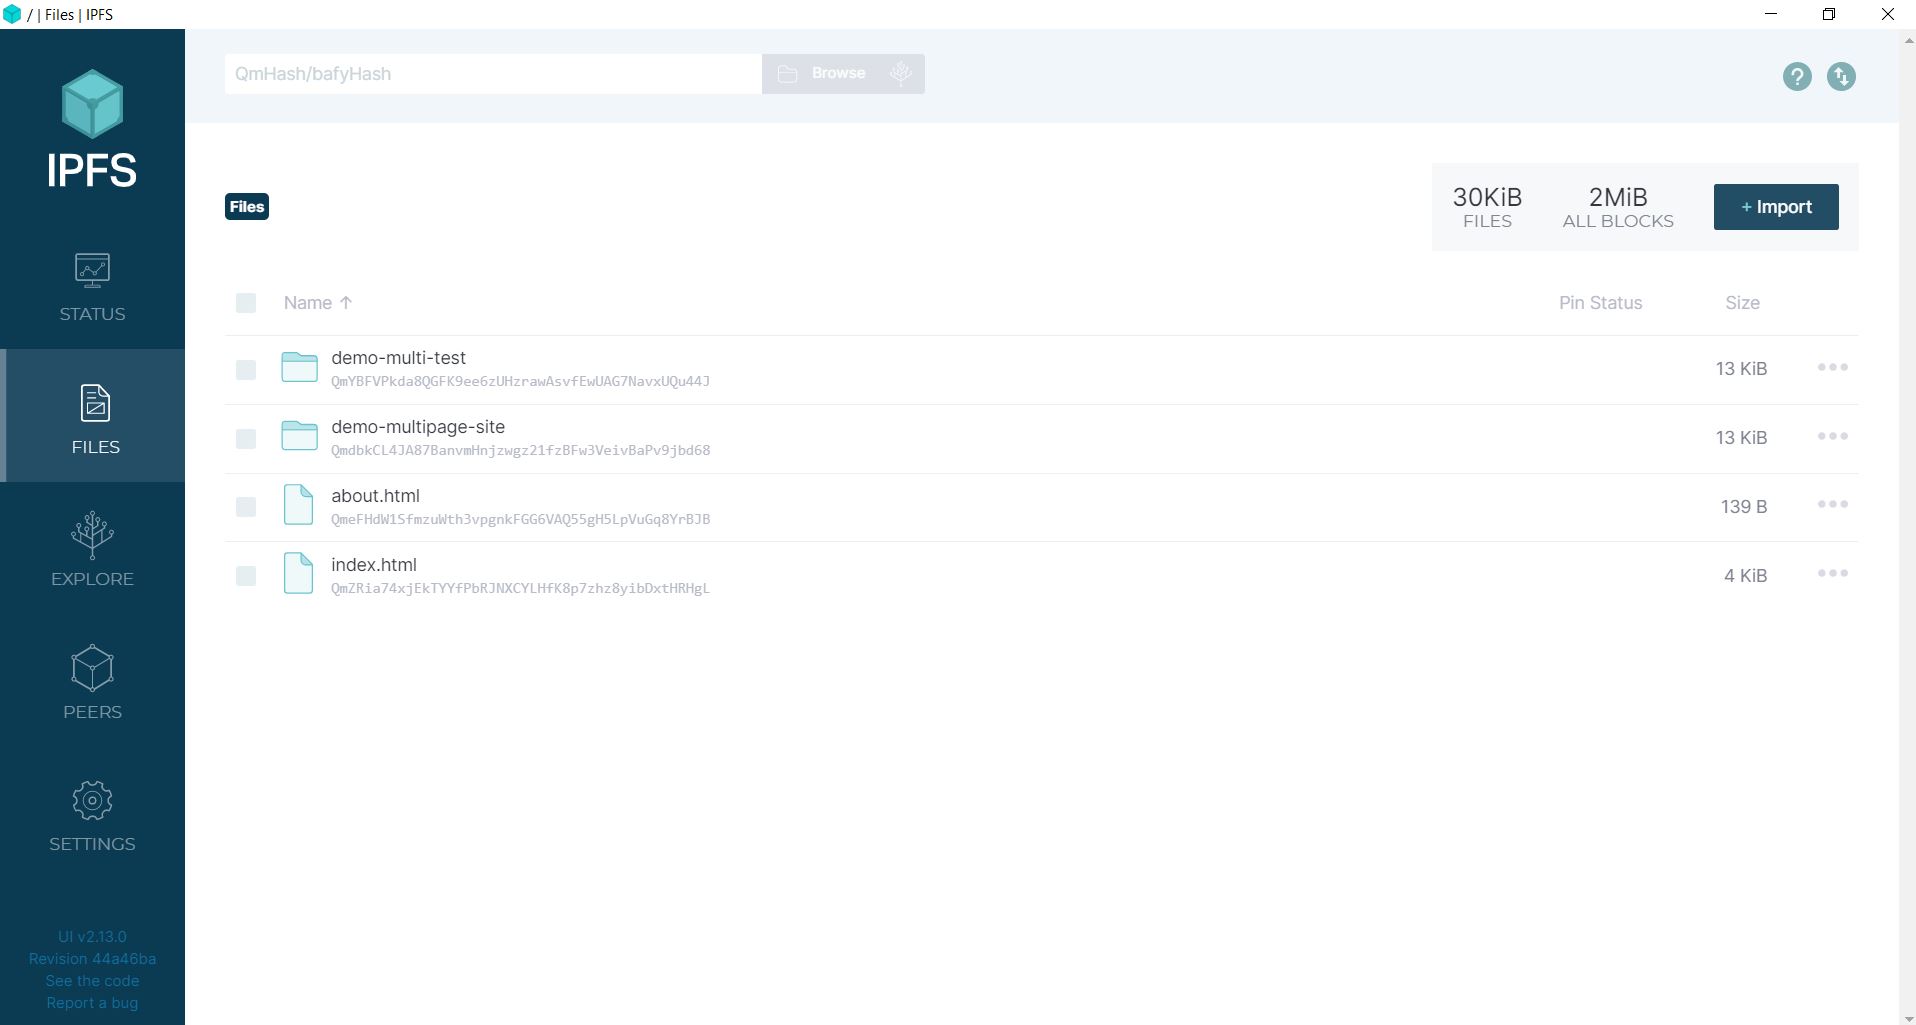 / | Files | IPFS
QmHash/bafyHash
Browse
IPFS
Files
30KiB
FILES
2MiB
ALL BLOCKS
+ Import
STATUS
FILES
EXPLORE
PEERS
SETTINGS
Name ↑ Pin Status Size
demo-multi-test
QmYBFVPkda8QGFK9ee6zUHzrawAsvfEwUAG7NavxUQu44J
13 KiB
demo-multipage-site
QmdbkCL4JA87BanvmHnjzwgz21fzBFw3VeivBaPv9jbd68
13 KiB
about.html
QmeFHdW1SfmzuWth3vpgnkFGG6VAQ55gH5LpVuGq8YrBJB
139 B
index.html
QmZRia74xjEkTYYfPbRJNXCYLHfK8p7zhz8yibDxtHRHgL
4 KiB
UI v2.13.0
Revision 44a46ba
See the code
Report a bug